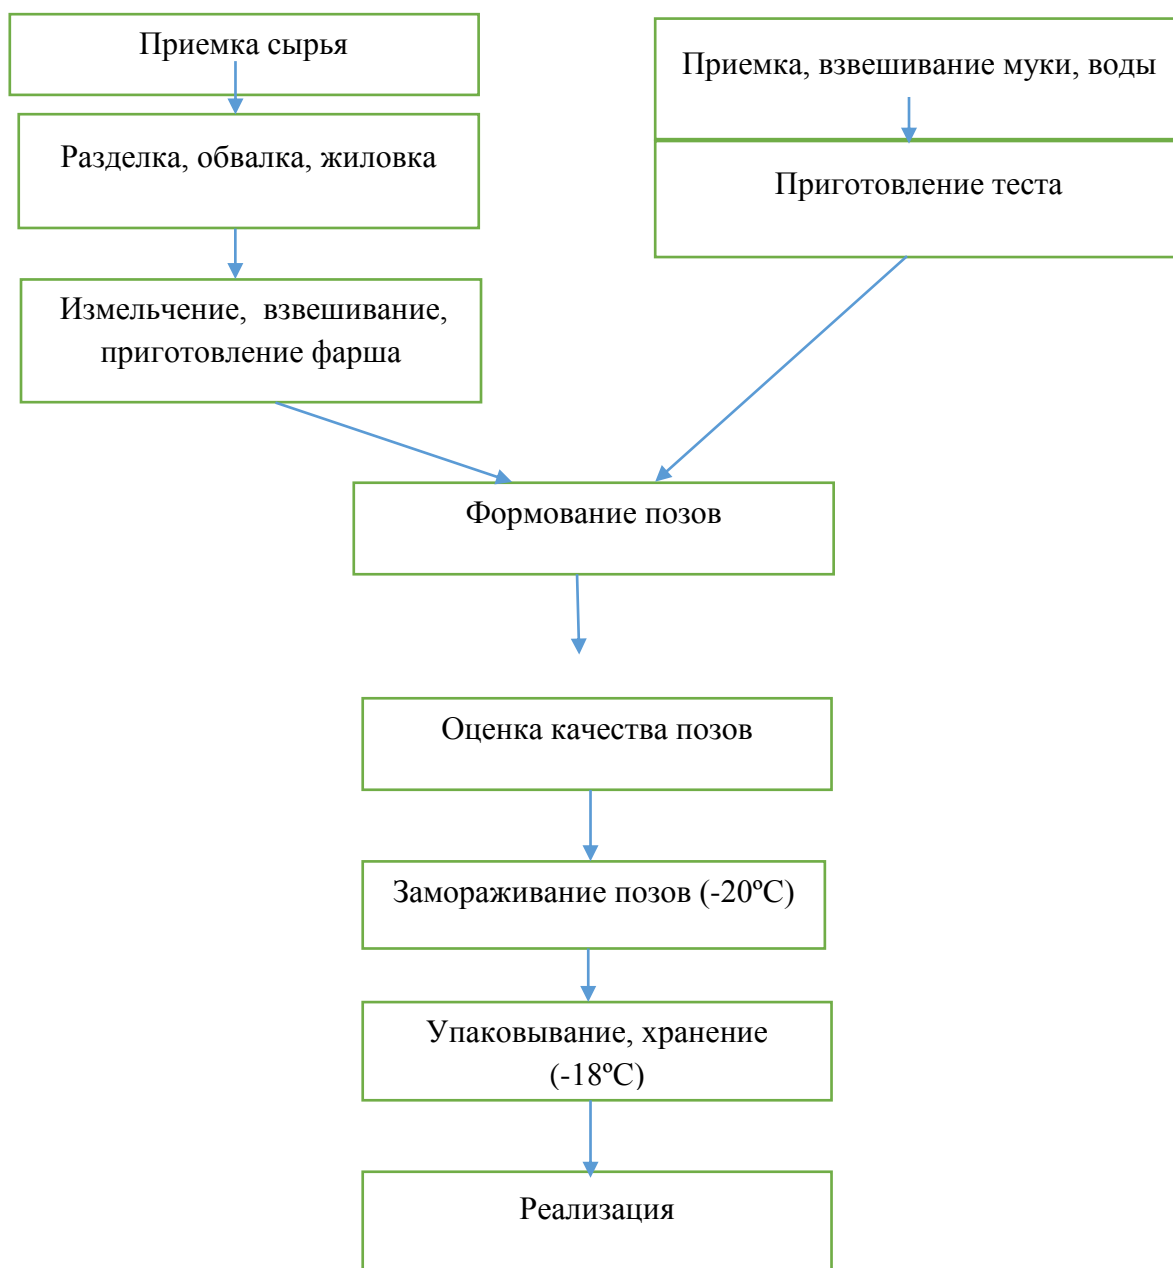 Приемка сырья
Разделка, обвалка, жиловка
Измельчение, взвешивание,
приготовление фарша
Приемка, взвешивание муки, воды
Приготовление теста
Формование позов
Оценка качества позов
Замораживание позов (-20ºС)
Упаковывание, хранение
(-18ºС)
Реализация